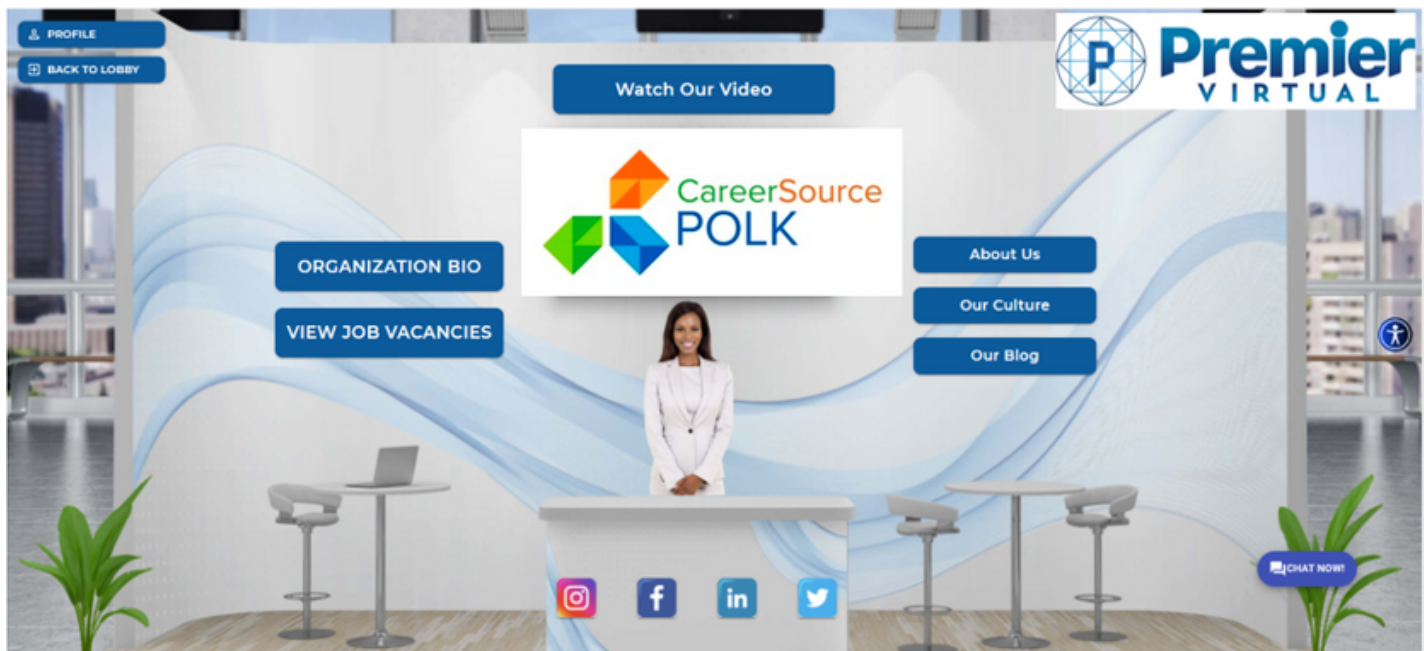 PROFILE
BACK TO LOBBY
Watch Our Video
P
Premier
VIRTUAL
CareerSource
POLK
ORGANIZATION BIO
VIEW JOB VACANCIES
About Us
Our Culture
Our Blog
CHAT NOW!
f
in